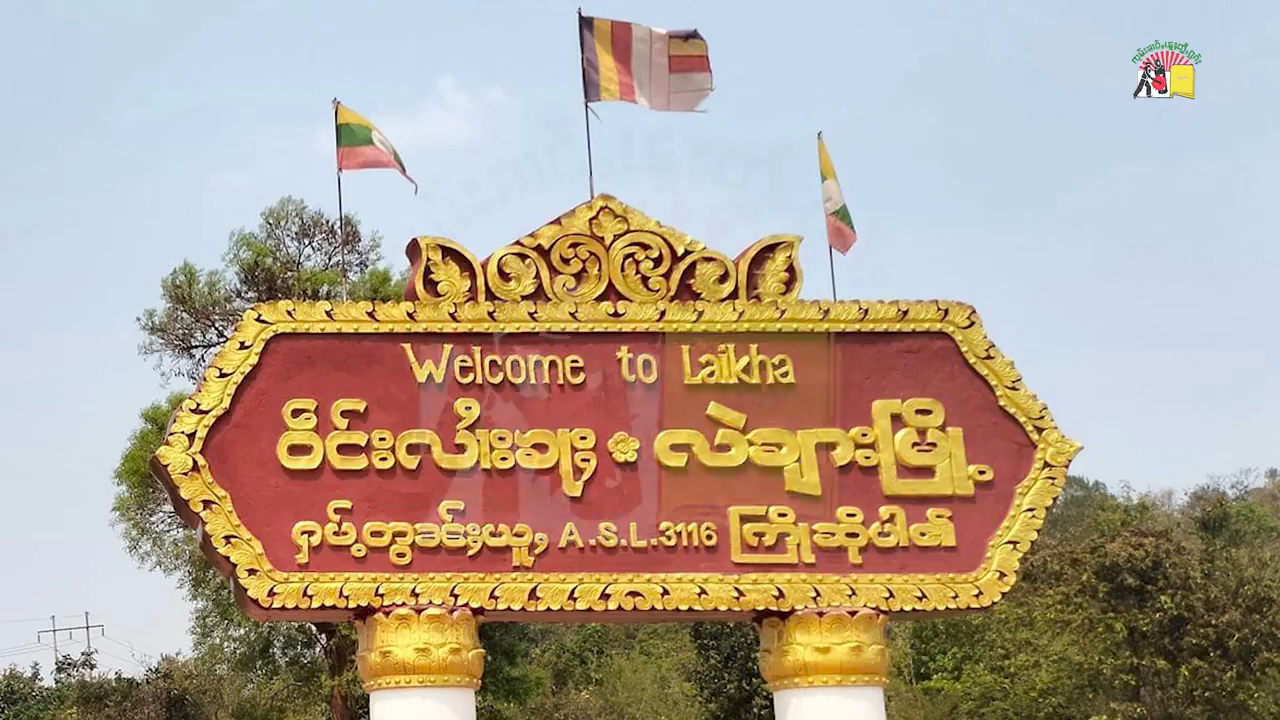 Welcome to Laikha
ဝဵင်းလၢႆးၶႃႈ လဲချားမြို့
ႁပ်ႉတွၼ်ႈယူႇ A.S.L.3116 ကြိုဆိုပါ၏